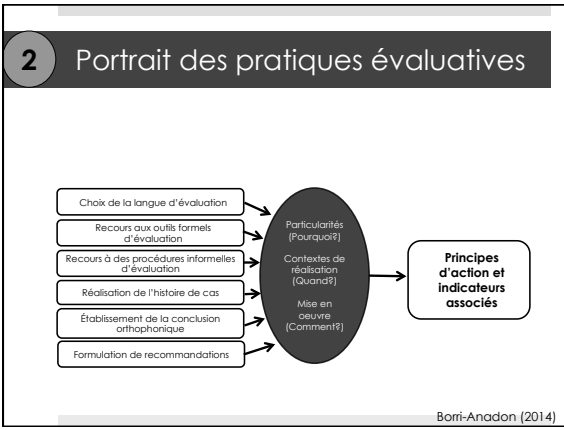 2
Portrait des pratiques évaluatives
Choix de la langue d'évaluation
Recours aux outils formels
d'évaluation
Recours à des procédures informelles
d'évaluation
Réalisation de l'histoire de cas
Établissement de la conclusion
orthophonique
Formulation de recommandations
Particularités
(Pourquoi?)
Contextes de
réalisation
(Quand?)
Mise en
oeuvre
(Comment?)
Principes
d'action et
indicateurs
associés
Borri-Anadon (2014)